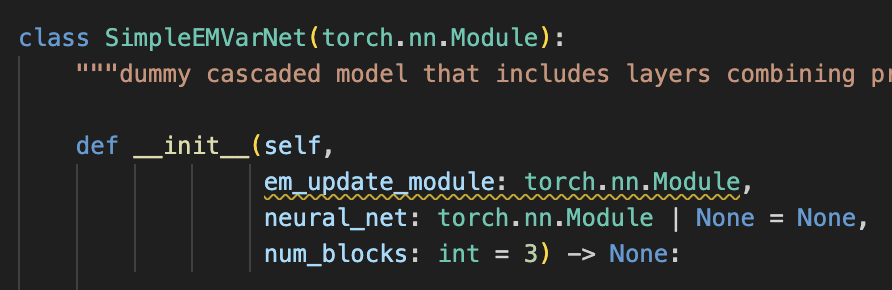 class SimpleEMVarNet(torch.nn.Module):
"""dummy cascaded model that includes layers combining pr
def __init__(self,
em_update_module: torch.nn.Module,
neural_net: torch.nn.Module | None = None,
num_blocks: int = 3) -> None: